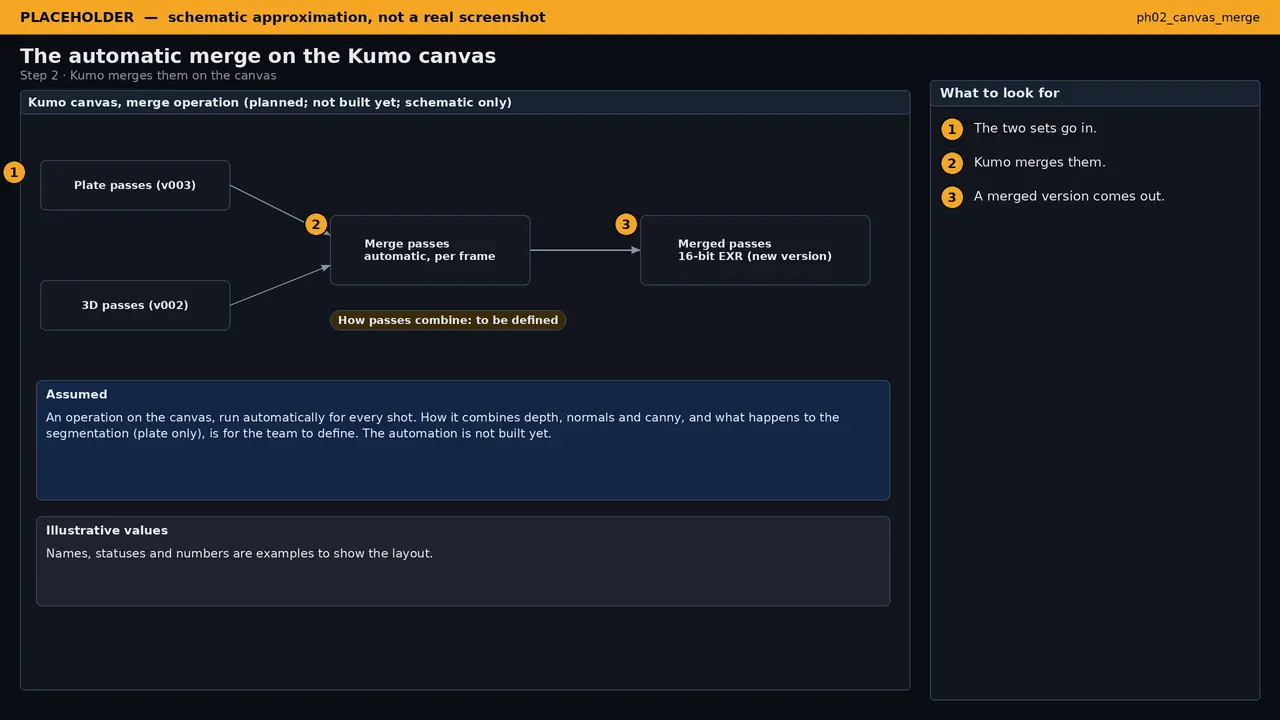 PLACEHOLDER — schematic approximation, not a real screenshot
ph02_canvas_merge
The automatic merge on the Kumo canvas
Step 2 · Kumo merges them on the canvas
Kumo canvas, merge operation (planned; not built yet; schematic only)
1
Plate passes (v003)
2
3
Merge passes
automatic, per frame
Merged passes
16-bit EXR (new version)
3D passes (v002)
How passes combine: to be defined
Assumed
An operation on the canvas, run automatically for every shot. How it combines depth, normals and canny, and what happens to the
segmentation (plate only), is for the team to define. The automation is not built yet.
Illustrative values
Names, statuses and numbers are examples to show the layout.
What to look for
1 The two sets go in.
2 Kumo merges them.
3 A merged version comes out.